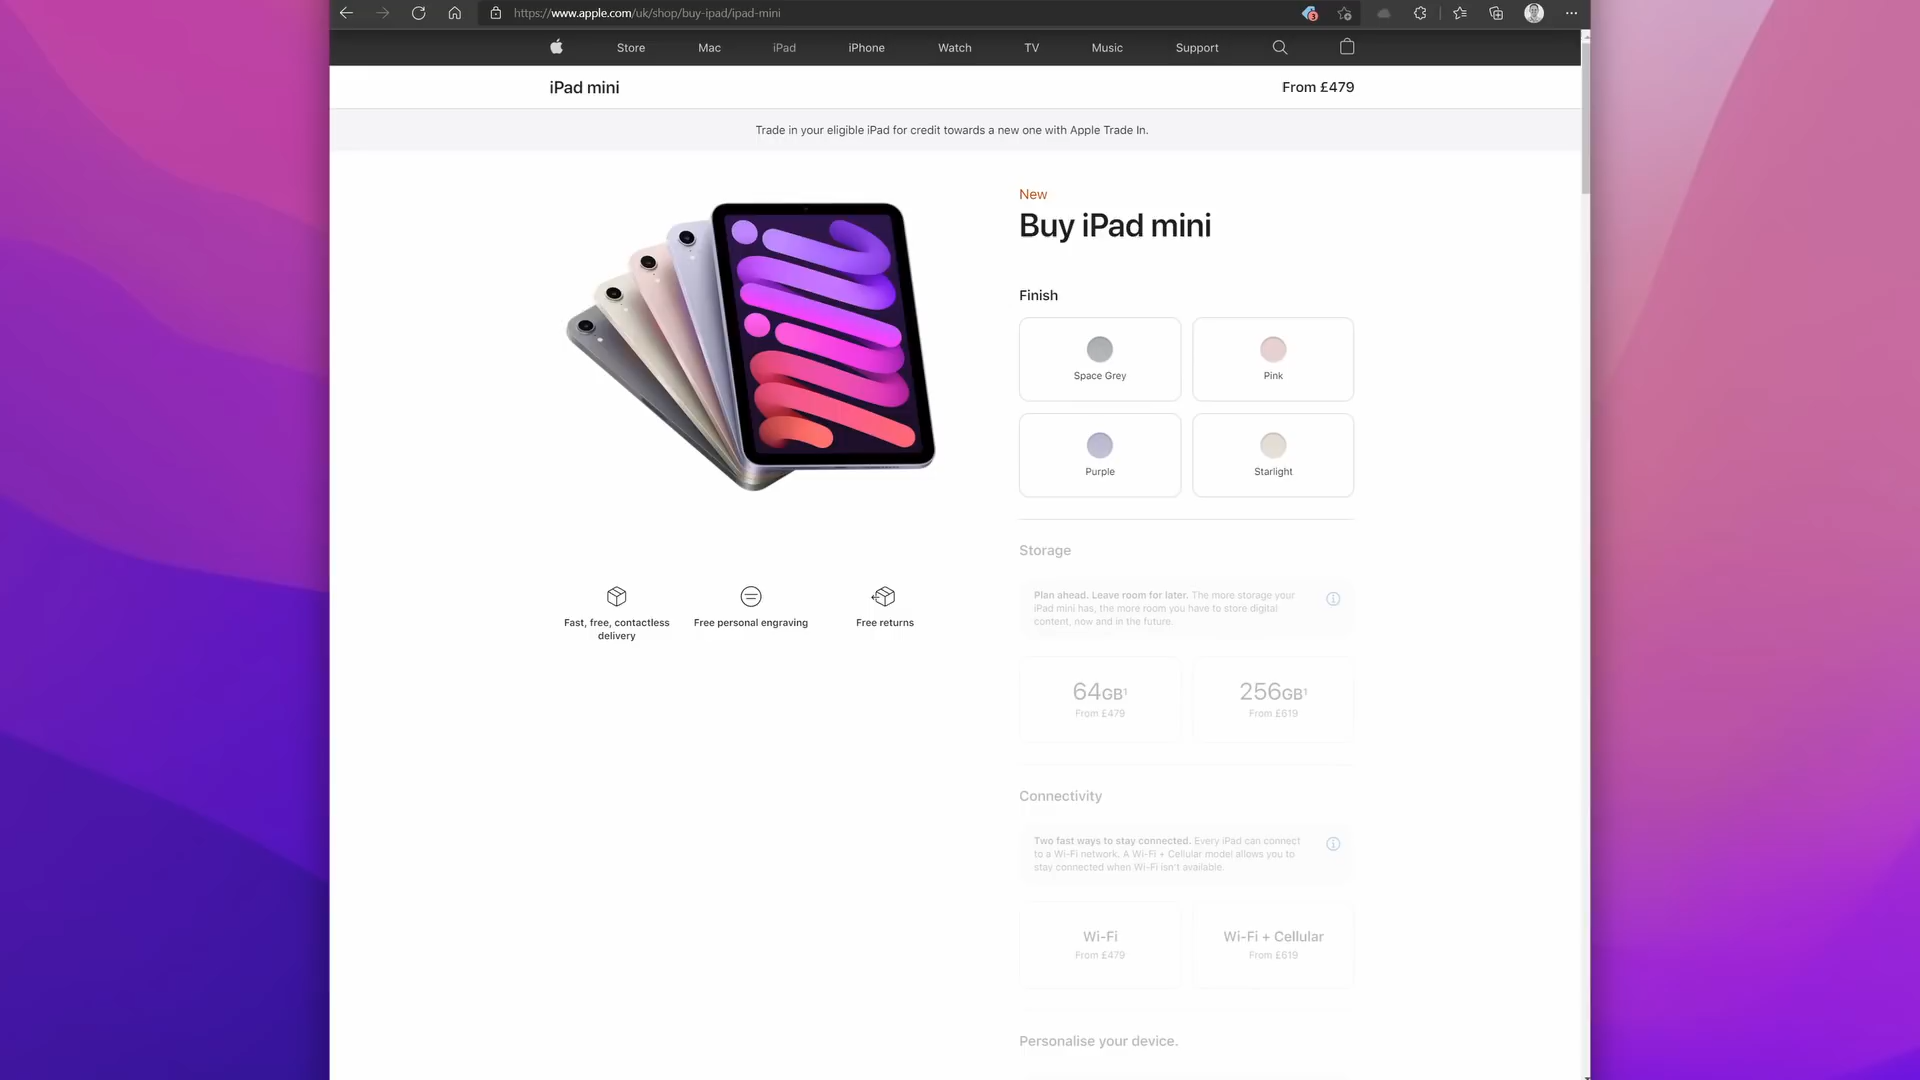 https://www.apple.com/uk/shop/buy-ipad/ipad-mini
3
Store
Mac
iPad
iPhone
Watch
TV
Music
Support
iPad mini
From £479
Trade in your eligible iPad for credit towards a new one with Apple Trade In.
New
Buy iPad mini
Finish
Space Grey
Pink
Purple
Starlight
Storage
Plan ahead. Leave room for later. The more storage your
iPad mini has, the more room you have to store digital
content, now and in the future.
64GB¹
From £479
256GB¹
From £619
Fast, free, contactless
delivery
Free personal engraving
Free returns
Connectivity
Two fast ways to stay connected. Every iPad can connect
to a Wi-Fi network. A Wi-Fi + Cellular model allows you to
stay connected when Wi-Fi isn't available.
Wi-Fi
From £479
Wi-Fi + Cellular
From £619
Personalise your device.